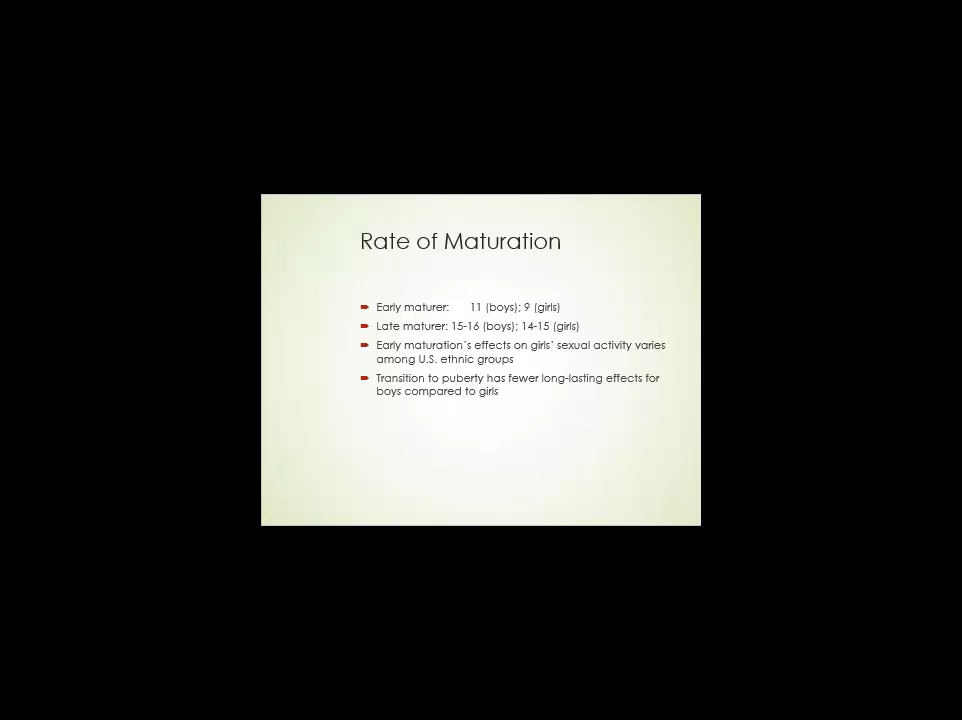 Rate of Maturation
Early maturer: 11 (boys); 9 (girls)
Late maturer: 15-16 (boys); 14-15 (girls)
Early maturation's effects on girls' sexual activity varies
among U.S. ethnic groups
Transition to puberty has fewer long-lasting effects for
boys compared to girls